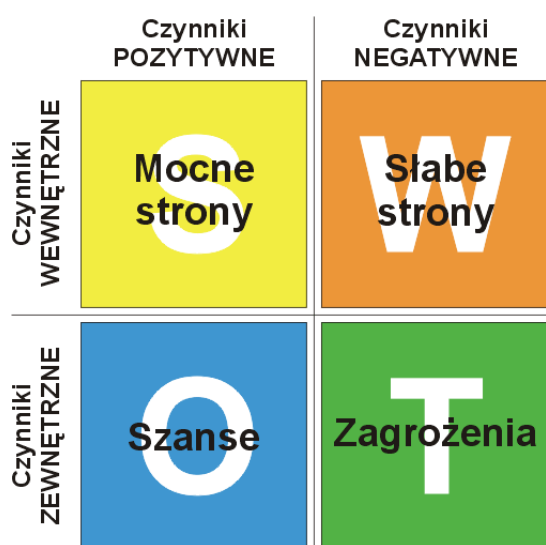 Czynniki
POZYTYWNE
Czynniki
NEGATYWNE
Czynniki
WEWNĘTRZNE
S
Mocne
strony
W
Słabe
strony
Czynniki
ZEWNĘTRZNE
O
Szanse
T
Zagrożenia